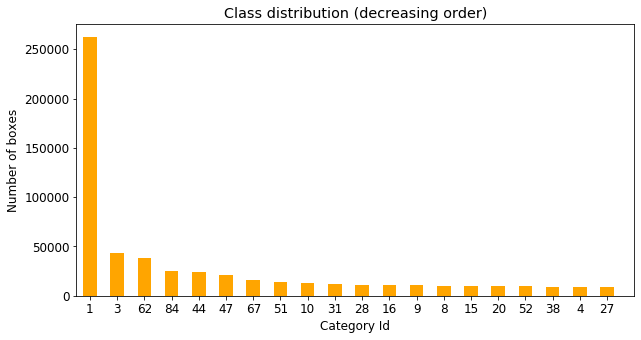 Class distribution (decreasing order)
250000
200000
150000
100000
50000
0
Number of boxes
1 3 62 84 44 47 67 51 10 31 28 16 9 8 15 20 52 38 4 27
Category Id